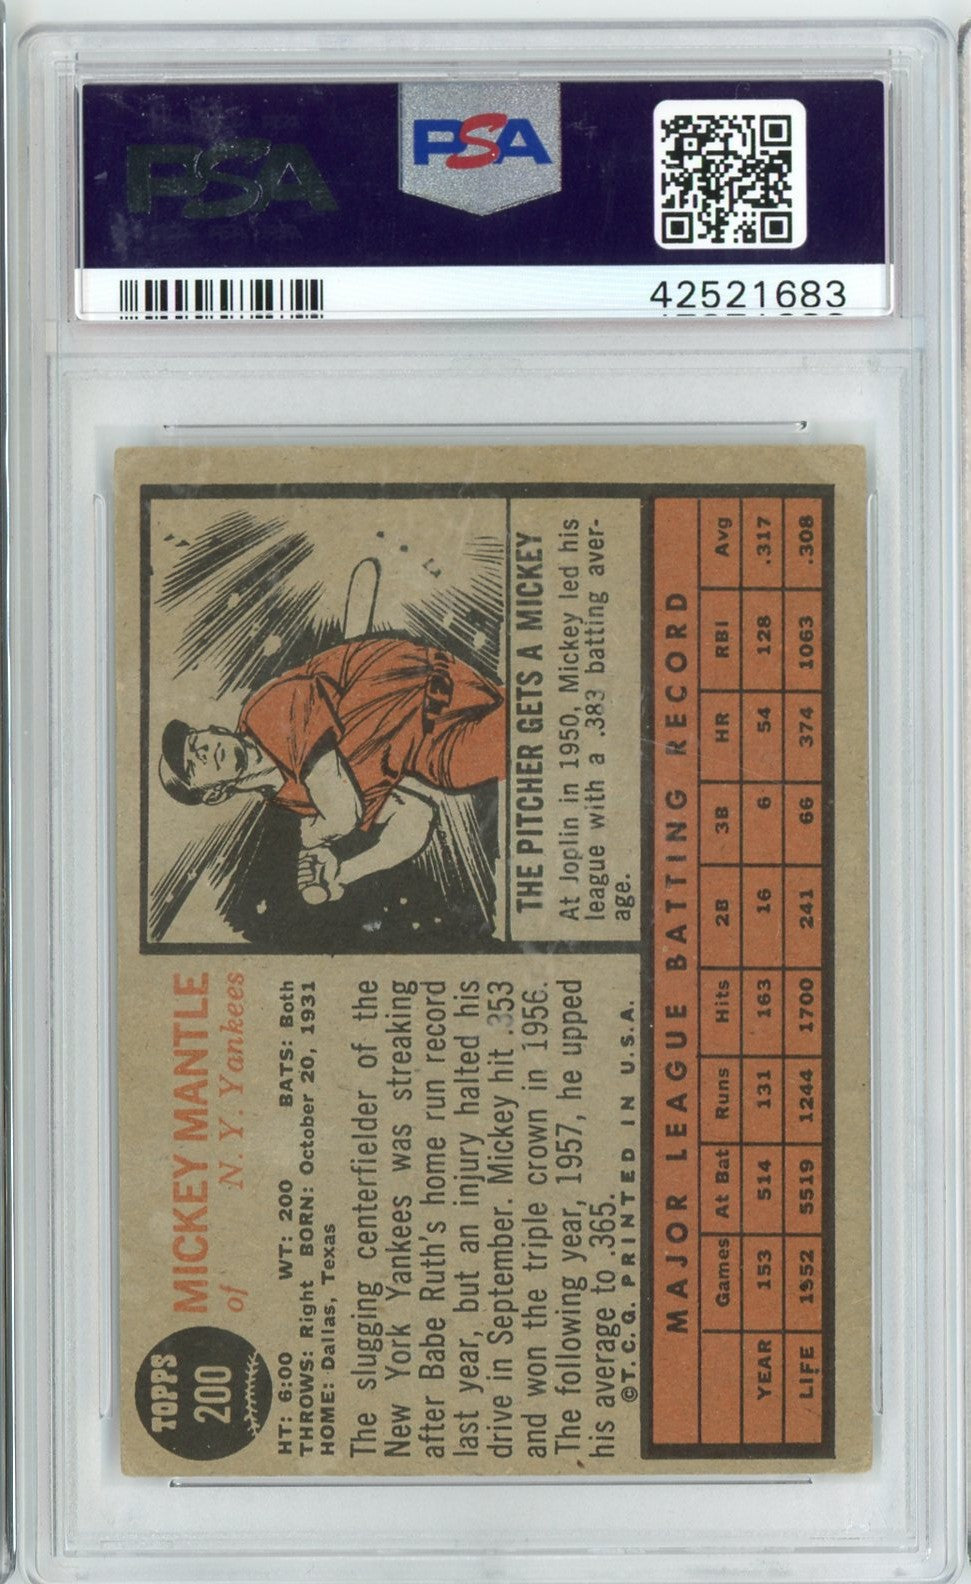 PSA
PSA
42521683
TOPPS
200
MICKEY MANTLE
of N. Y. Yankees
HT: 6:00 WT: 200 BATS: Both
THROWS: Right BORN: October 20, 1931
HOME: Dallas, Texas
The slugging centerfielder of the
New York Yankees was streaking
after Babe Ruth's home run record
last year, but an injury halted his
drive in September. Mickey hit .353
and won the triple crown in 1956.
The following year, 1957, he upped
his average to .365.
©T.C.G. PRINTED IN U.S.A.
THE PITCHER GETS A MICKEY
At Joplin in 1950, Mickey led his
league with a .383 batting aver-
age.
MAJOR LEAGUE BATTING RECORD
Games At Bat Runs Hits 2B 3B HR RBI Avg
YEAR 153 514 131 163 16 6 54 128 .317
LIFE 1952 5519 1244 1700 241 66 374 1063 .308